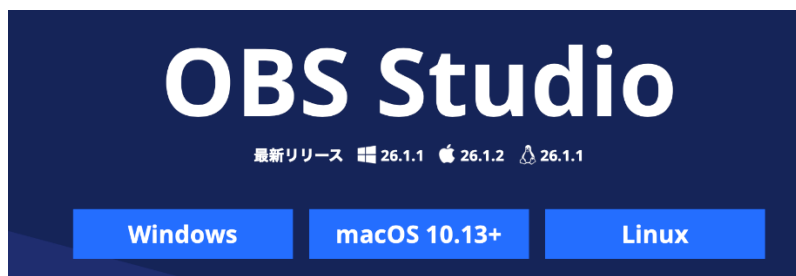 OBS Studio
最新リリース 26.1.1 26.1.2 26.1.1
Windows macOS 10.13+ Linux